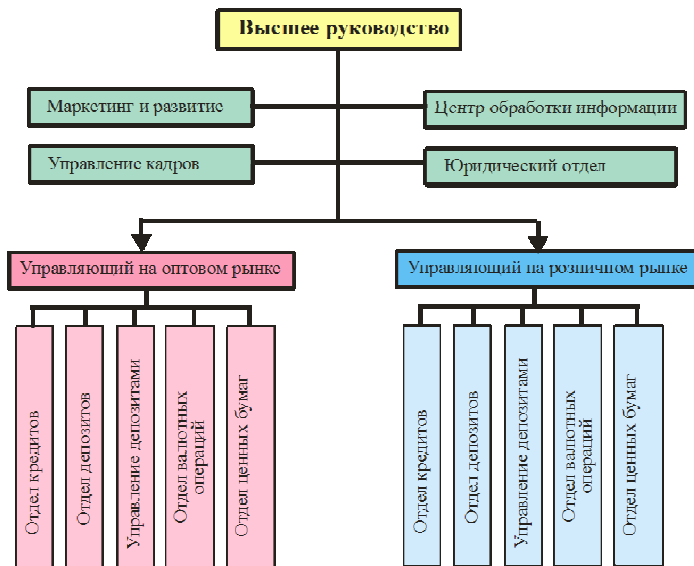 Высшее руководство
Маркетинг и развитие
Центр обработки информации
Управление кадров
Юридический отдел
Управляющий на оптовом рынке
Управляющий на розничном рынке
Отдел кредитов
Отдел депозитов
Управление депозитами
Отдел валютных
операций
Отдел ценных бумаг
Отдел кредитов
Отдел депозитов
Управление депозитами
Отдел валютных
операций
Отдел ценных бумаг